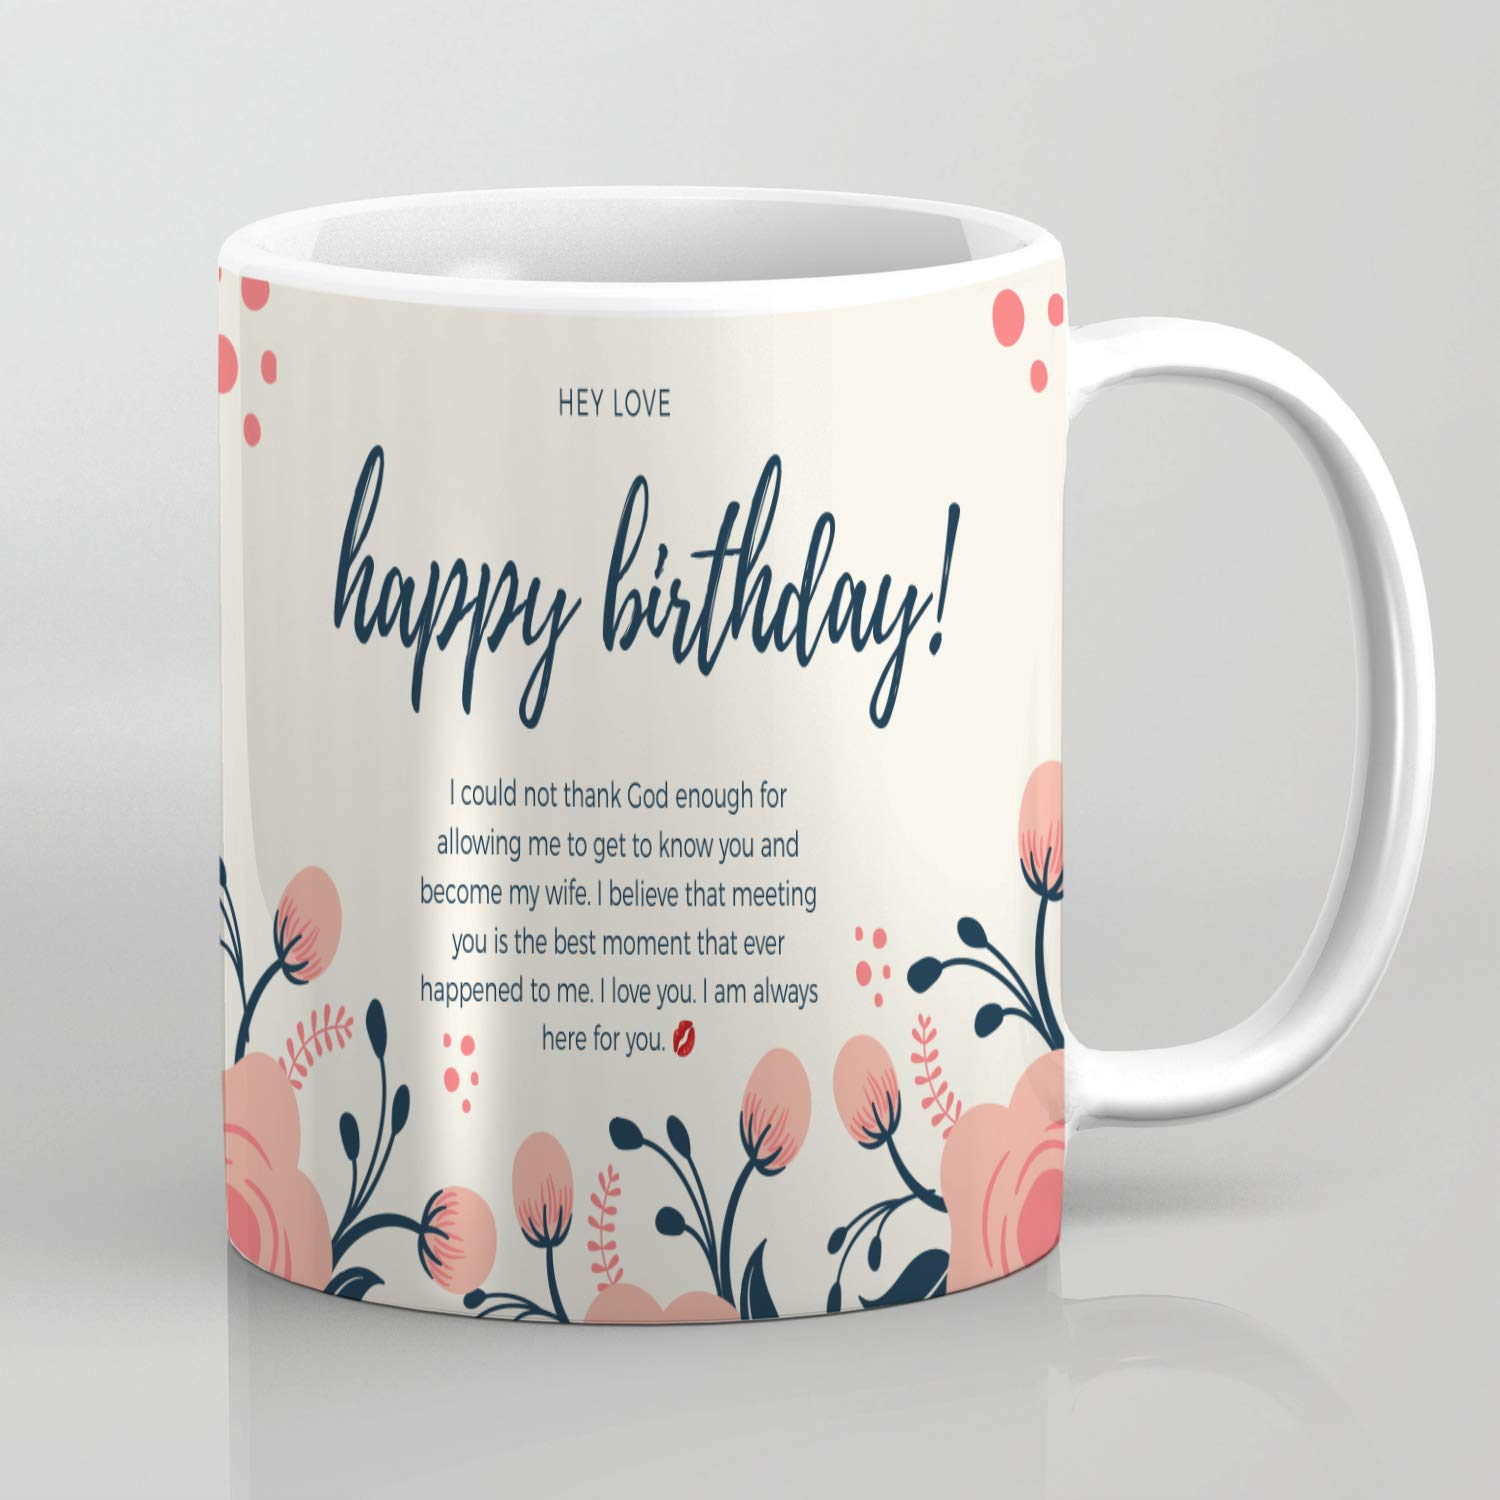 HEY LOVE
happy birthday!
I could not thank God enough for
allowing me to get to know you and
become my wife. I believe that meeting
you is the best moment that ever
happened to me. I love you. I am always
here for you. 💋